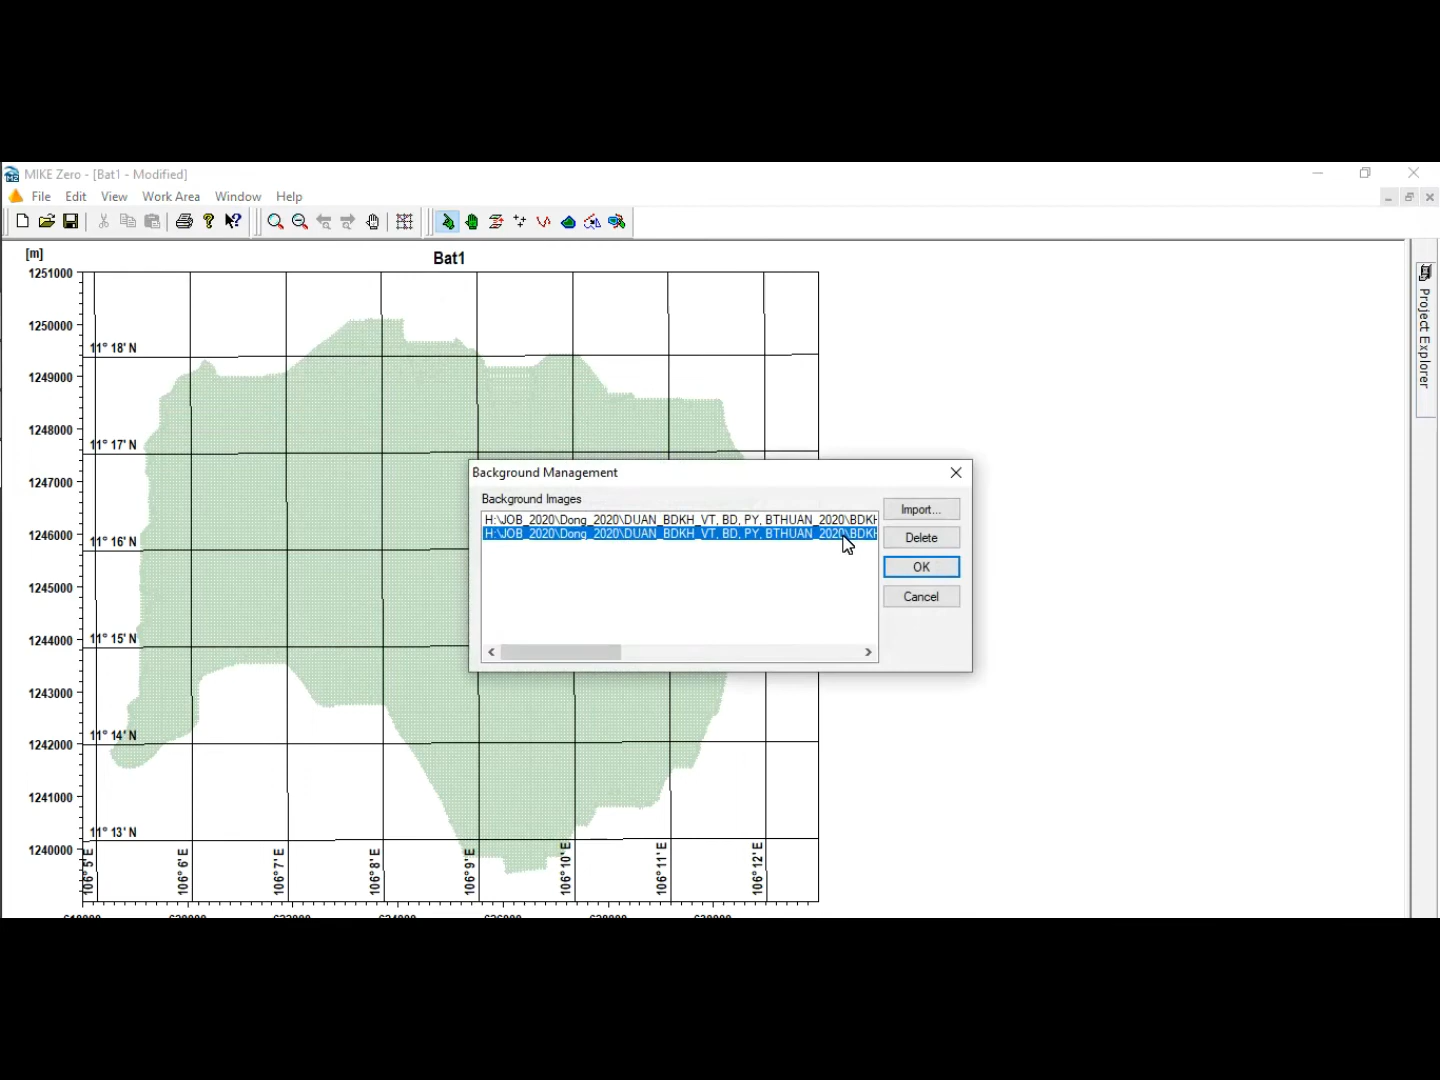 MIKE Zero - [Bat1 - Modified]
File Edit View Work Area Window Help
[m]
Bat1
1251000
1250000
1249000
1248000
1247000
1246000
1245000
1244000
1243000
1242000
1241000
1240000
11° 18' N
11° 17' N
11° 16' N
11° 15' N
11° 14' N
11° 13' N
106° 5' E
106° 6' E
106° 7' E
106° 8' E
106° 9' E
106° 10' E
106° 11' E
106° 12' E
Background Management
Background Images
H:\JOB_2020\Dong_2020\DUAN_BDKH_VT, BD, PY, BTHUAN_2020\BDKH
H:\JOB_2020\Dong_2020\DUAN_BDKH_VT, BD, PY, BTHUAN_2020\BDKH
Import...
Delete
OK
Cancel
Project Explorer